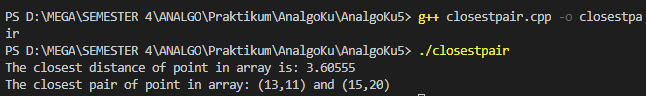 PS D:\MEGA\SEMESTER 4\ANALGO\Praktikum\AnalgoKu\AnalgoKu5> g++ closestpair.cpp -o closestpa
ir
PS D:\MEGA\SEMESTER 4\ANALGO\Praktikum\AnalgoKu\AnalgoKu5> ./closestpair
The closest distance of point in array is: 3.60555
The closest pair of point in array: (13,11) and (15,20)